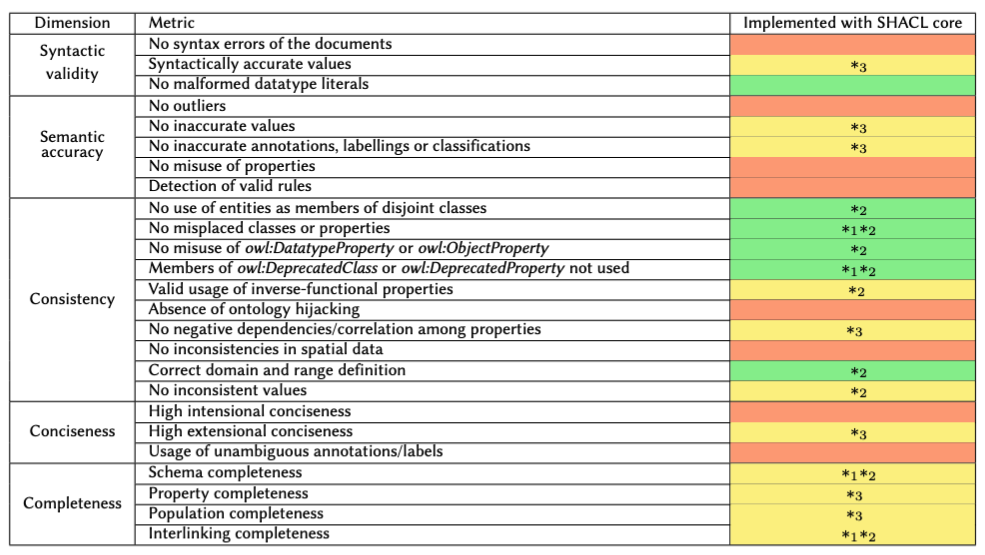 Dimension Metric Implemented with SHACL core
Syntactic validity
No syntax errors of the documents
Syntactically accurate values *3
No malformed datatype literals
Semantic accuracy
No outliers
No inaccurate values *3
No inaccurate annotations, labellings or classifications *3
No misuse of properties
Detection of valid rules
Consistency
No use of entities as members of disjoint classes *2
No misplaced classes or properties *1*2
No misuse of owl:DatatypeProperty or owl:ObjectProperty *2
Members of owl:DeprecatedClass or owl:DeprecatedProperty not used *1*2
Valid usage of inverse-functional properties *2
Absence of ontology hijacking
No negative dependencies/correlation among properties *3
No inconsistencies in spatial data
Correct domain and range definition *2
No inconsistent values *2
Conciseness
High intensional conciseness
High extensional conciseness *3
Usage of unambiguous annotations/labels
Completeness
Schema completeness *1*2
Property completeness *3
Population completeness *3
Interlinking completeness *1*2